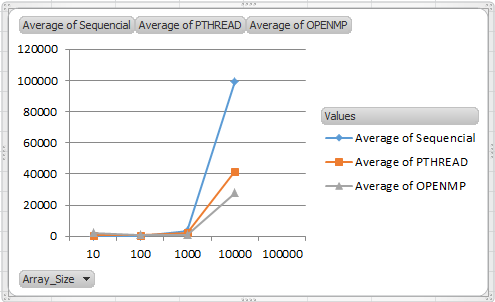 Average of Sequencial Average of PTHREAD Average of OPENMP
120000
100000
80000
60000
40000
20000
0
10 100 1000 10000 100000
Values
Average of Sequencial
Average of PTHREAD
Average of OPENMP
Array_Size